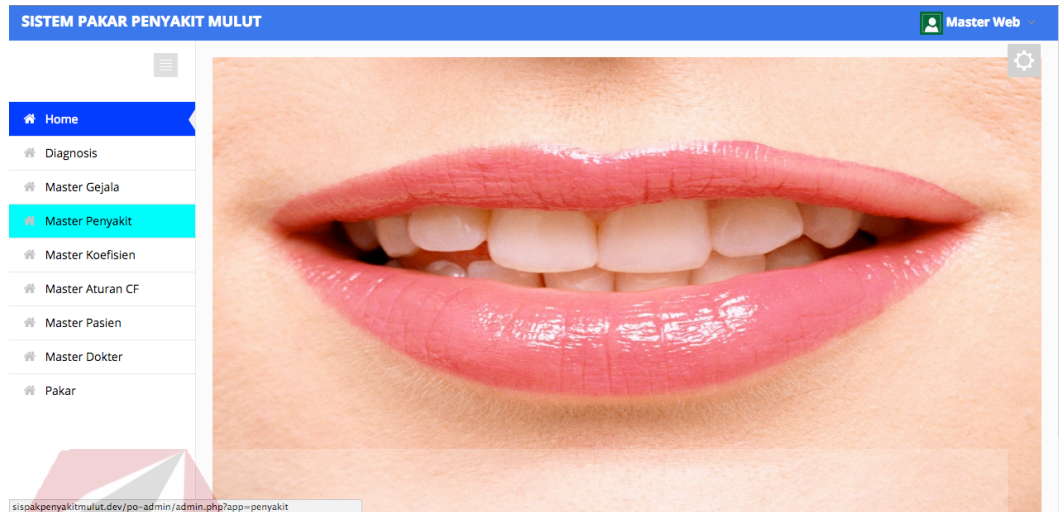 SISTEM PAKAR PENYAKIT MULUT
Master Web
Home
Diagnosis
Master Gejala
Master Penyakit
Master Koefisien
Master Aturan CF
Master Pasien
Master Dokter
Pakar
sispakpenyakitmulut.dev/po-admin/admin.php?app=penyakit